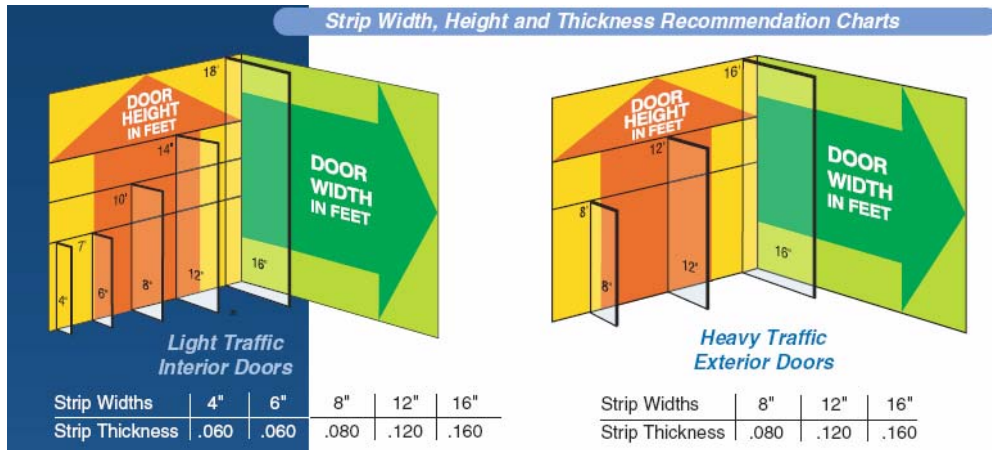 Strip Width, Height and Thickness Recommendation Charts
18'
DOOR
HEIGHT
IN FEET
14"
10'
7'
4"
6"
8"
12"
16"
DOOR
WIDTH
IN FEET
Light Traffic
Interior Doors
Strip Widths 4" 6" 8" 12" 16"
Strip Thickness .060 .060 .080 .120 .160
16'
DOOR
HEIGHT
IN FEET
12'
8'
8"
12"
16"
DOOR
WIDTH
IN FEET
Heavy Traffic
Exterior Doors
Strip Widths 8" 12" 16"
Strip Thickness .080 .120 .160